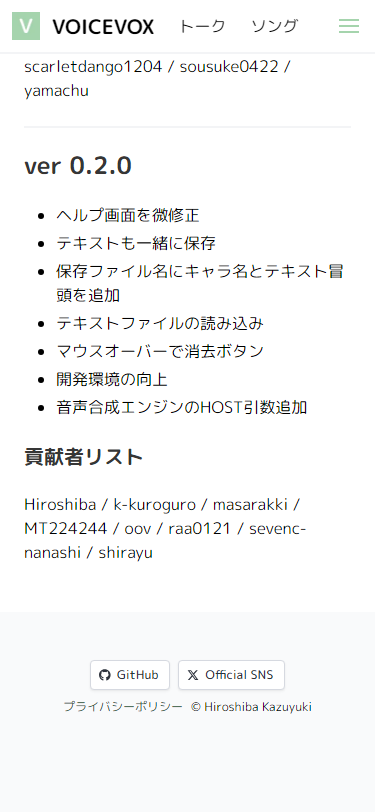 V VOICEVOX トーク ソング
scarletdango1204 / sousuke0422 /
yamachu
ver 0.2.0
ヘルプ画面を微修正
テキストも一緒に保存
保存ファイル名にキャラ名とテキスト冒
頭を追加
テキストファイルの読み込み
マウスオーバーで消去ボタン
開発環境の向上
音声合成エンジンのHOST引数追加
貢献者リスト
Hiroshiba / k-kuroguro / masarakki /
MT224244 / oov / raa0121 / sevenc-
nanashi / shirayu
GitHub Official SNS
プライバシーポリシー © Hiroshiba Kazuyuki